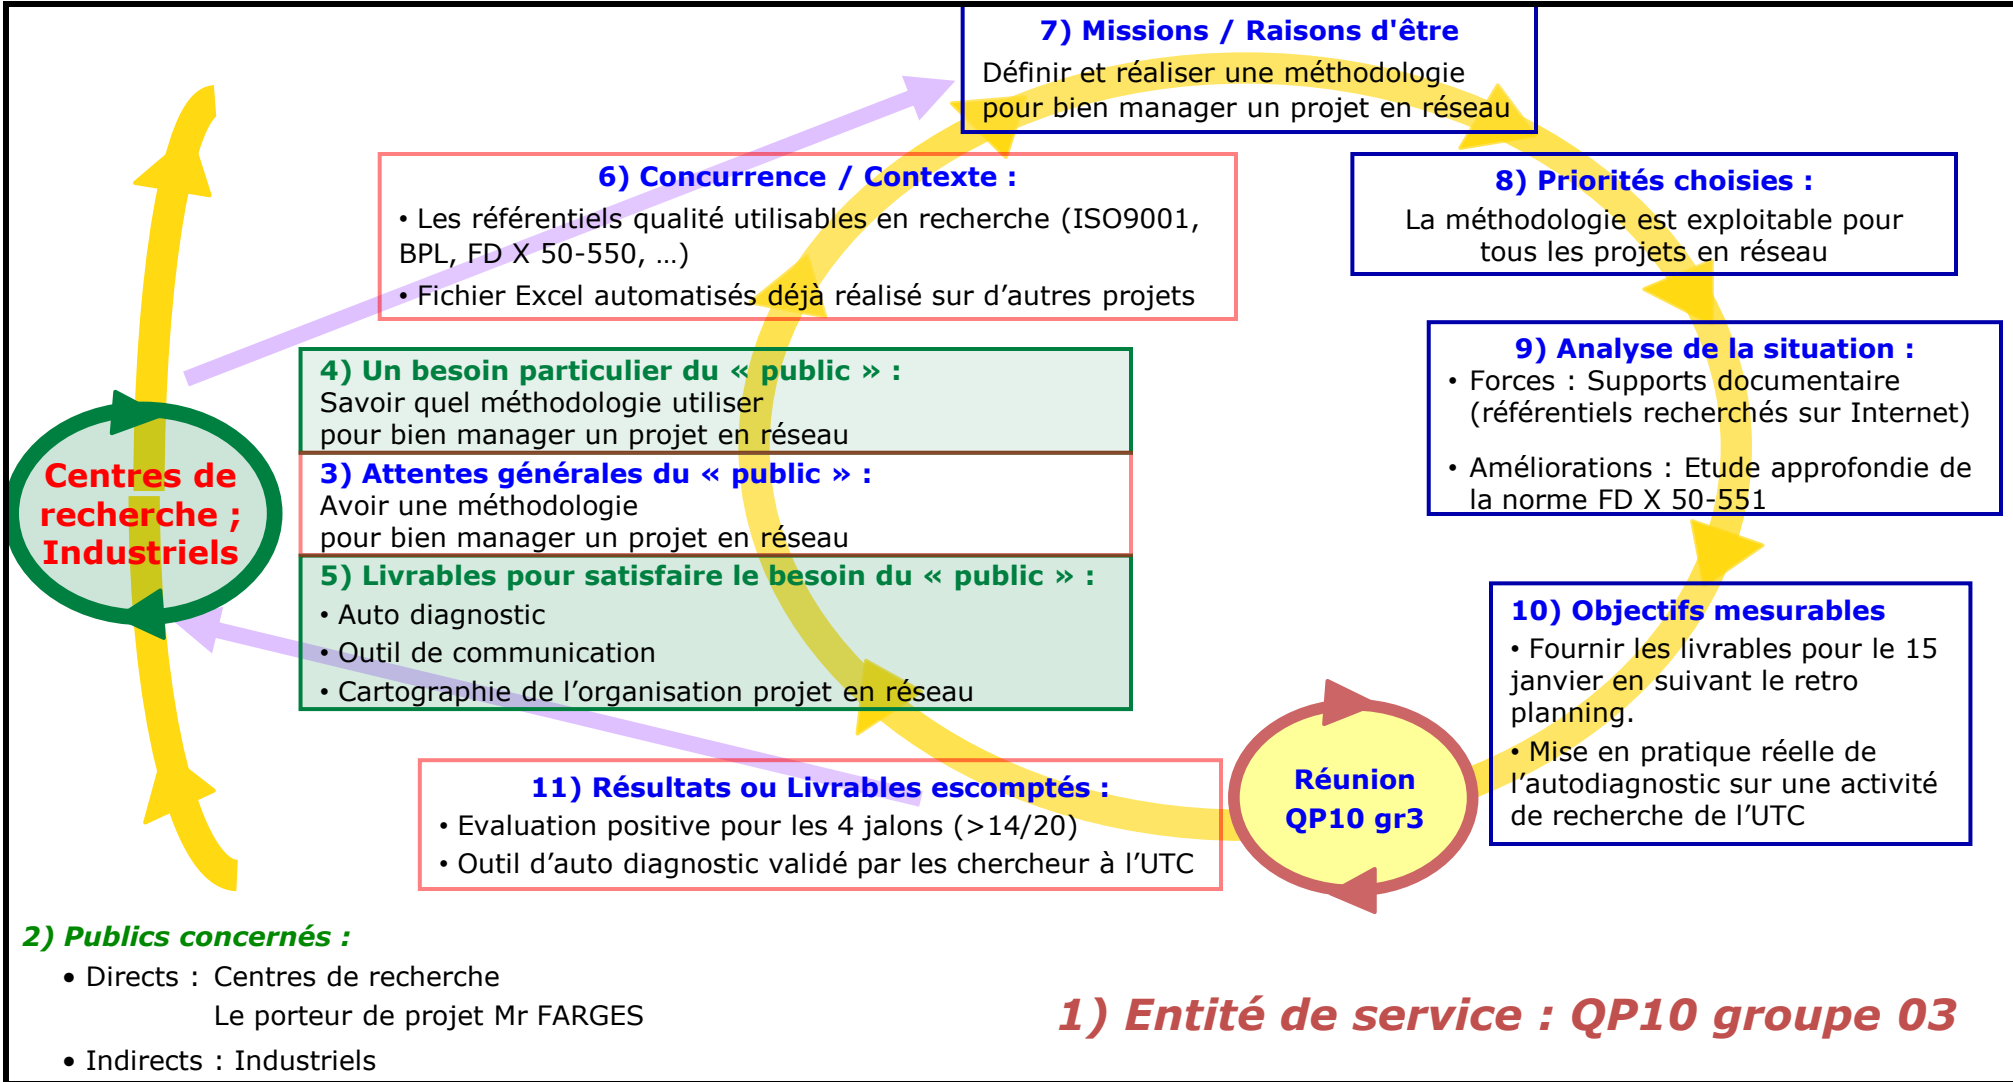 7) Missions / Raisons d'être
Définir et réaliser une méthodologie
pour bien manager un projet en réseau
6) Concurrence / Contexte :
• Les référentiels qualité utilisables en recherche (ISO9001,
BPL, FD X 50-550, …)
• Fichier Excel automatisés déjà réalisé sur d’autres projets
8) Priorités choisies :
La méthodologie est exploitable pour
tous les projets en réseau
4) Un besoin particulier du « public » :
Savoir quel méthodologie utiliser
pour bien manager un projet en réseau
3) Attentes générales du « public » :
Avoir une méthodologie
pour bien manager un projet en réseau
5) Livrables pour satisfaire le besoin du « public » :
• Auto diagnostic
• Outil de communication
• Cartographie de l’organisation projet en réseau
Centres de
recherche ;
Industriels
9) Analyse de la situation :
• Forces : Supports documentaire
(référentiels recherchés sur Internet)
• Améliorations : Etude approfondie de
la norme FD X 50-551
10) Objectifs mesurables
• Fournir les livrables pour le 15
janvier en suivant le retro
planning.
• Mise en pratique réelle de
l’autodiagnostic sur une activité
de recherche de l’UTC
Réunion
QP10 gr3
11) Résultats ou Livrables escomptés :
• Evaluation positive pour les 4 jalons (>14/20)
• Outil d’auto diagnostic validé par les chercheur à l’UTC
2) Publics concernés :
• Directs : Centres de recherche
Le porteur de projet Mr FARGES
• Indirects : Industriels
1) Entité de service : QP10 groupe 03